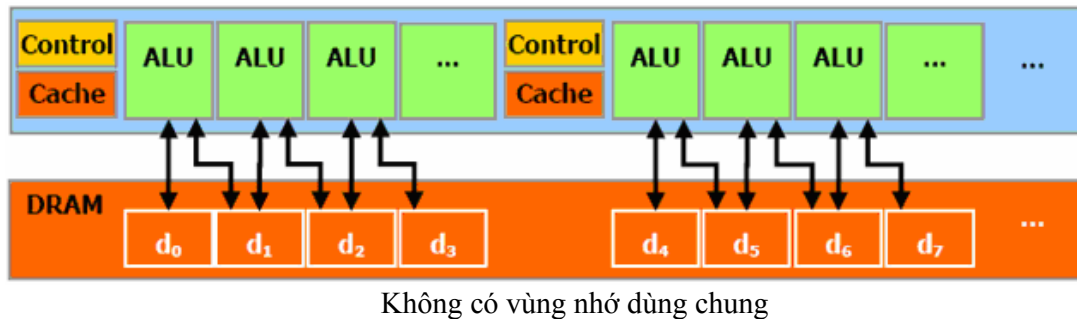 Control ALU ALU ALU ... Control ALU ALU ALU ... ...
Cache Cache
DRAM ...
d₀ d₁ d₂ d₃ d₄ d₅ d₆ d₇
Không có vùng nhớ dùng chung